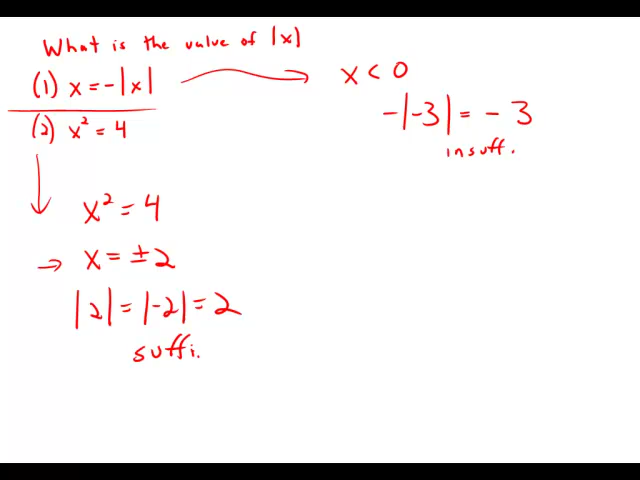 What is the value of |x|
(1) x = -|x|
x < 0
-|-3| = - 3
insuff.
(2) x² = 4
x² = 4
x = ±2
|2| = |-2| = 2
suffi.